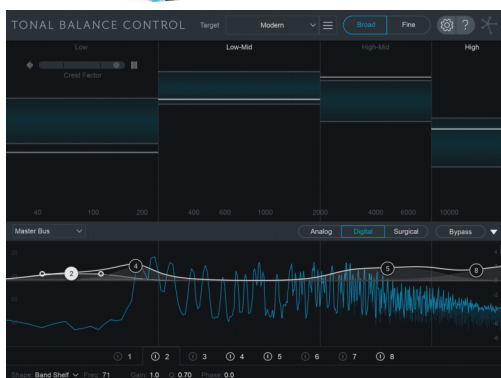 TONAL BALANCE CONTROL Target Modern Broad Fine ?
Low Low-Mid High-Mid High
Crest Factor
40 100 200 400 600 1000 2000 4000 6000 10000
Master Bus Analog Digital Surgical Bypass
4
2 4 5 8
1 2 3 4 5 6 7 8
Shape: Band Shelf Freq: 71 Gain: 1.0 Q: 0.70 Phase: 0.0